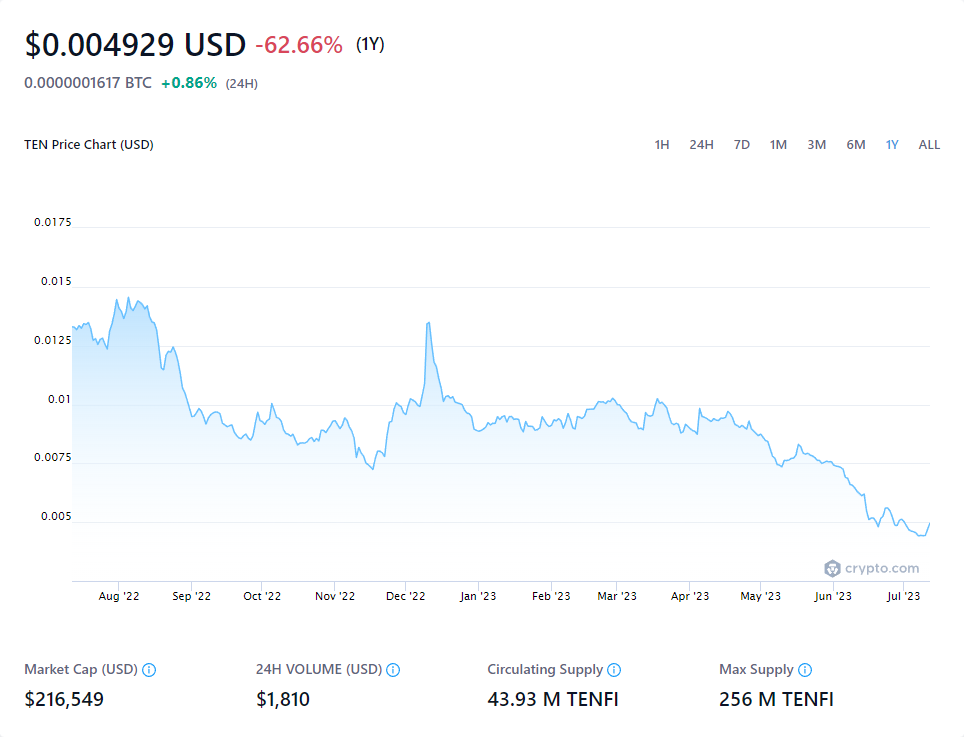 $0.004929 USD -62.66% (1Y)
0.0000001617 BTC +0.86% (24H)
TEN Price Chart (USD) 1H 24H 7D 1M 3M 6M 1Y ALL
0.0175
0.015
0.0125
0.01
0.0075
0.005
crypto.com
Aug '22 Sep '22 Oct '22 Nov '22 Dec '22 Jan '23 Feb '23 Mar '23 Apr '23 May '23 Jun '23 Jul '23
Market Cap (USD) 24H VOLUME (USD) Circulating Supply Max Supply
$216,549 $1,810 43.93 M TENFI 256 M TENFI